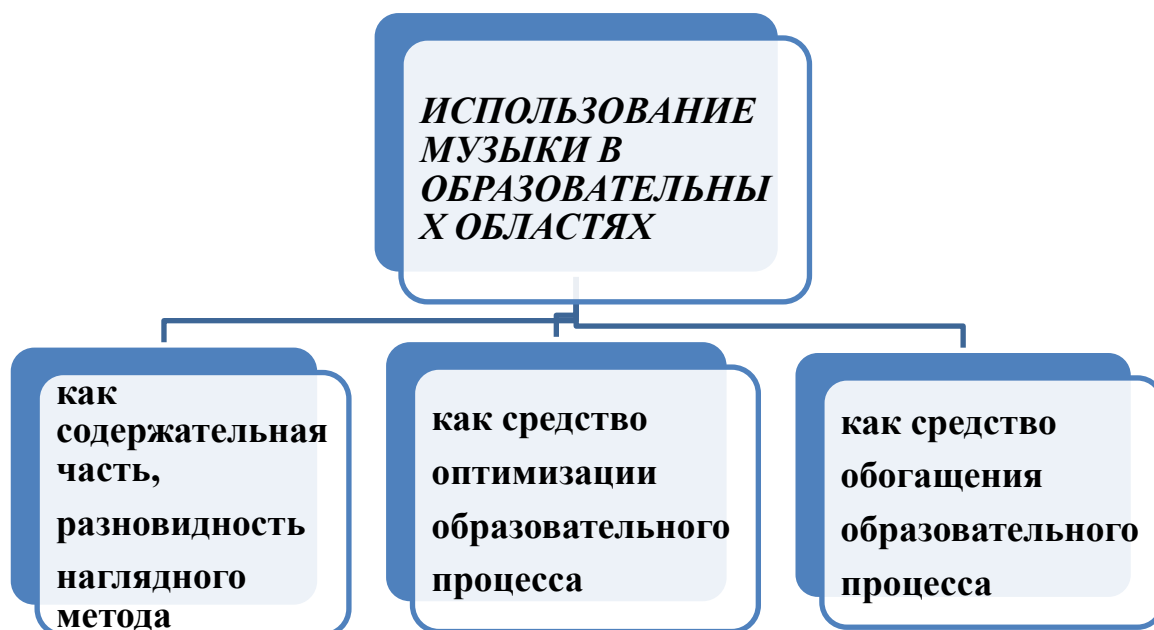 ИСПОЛЬЗОВАНИЕ
МУЗЫКИ В
ОБРАЗОВАТЕЛЬНЫ
Х ОБЛАСТЯХ
как
содержательная
часть,
разновидность
наглядного
метода
как средство
оптимизации
образовательного
процесса
как средство
обогащения
образовательного
процесса